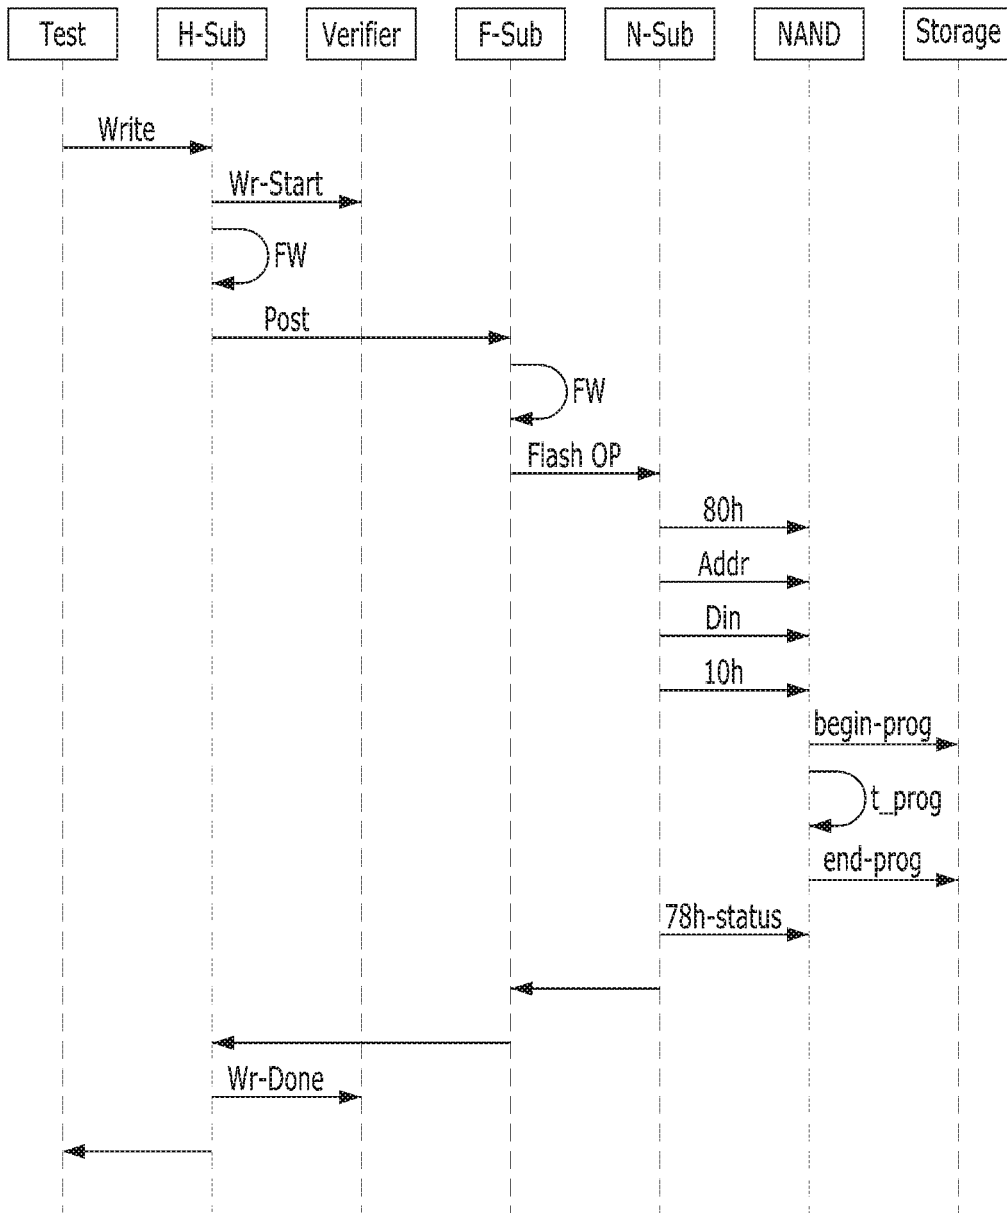 Test H-Sub Verifier F-Sub N-Sub NAND Storage
Write
Wr-Start
FW
Post
FW
Flash OP
80h
Addr
Din
10h
begin-prog
t_prog
end-prog
78h-status
Wr-Done